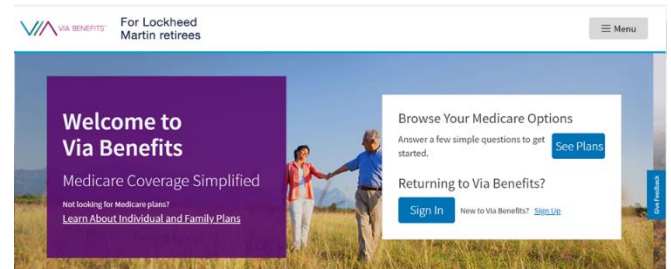 VIA BENEFITS™
For Lockheed
Martin retirees
Menu
Welcome to
Via Benefits
Medicare Coverage Simplified
Not looking for Medicare plans?
Learn About Individual and Family Plans
Browse Your Medicare Options
Answer a few simple questions to get
started.
See Plans
Returning to Via Benefits?
Sign In
New to Via Benefits? Sign Up
Give Feedback